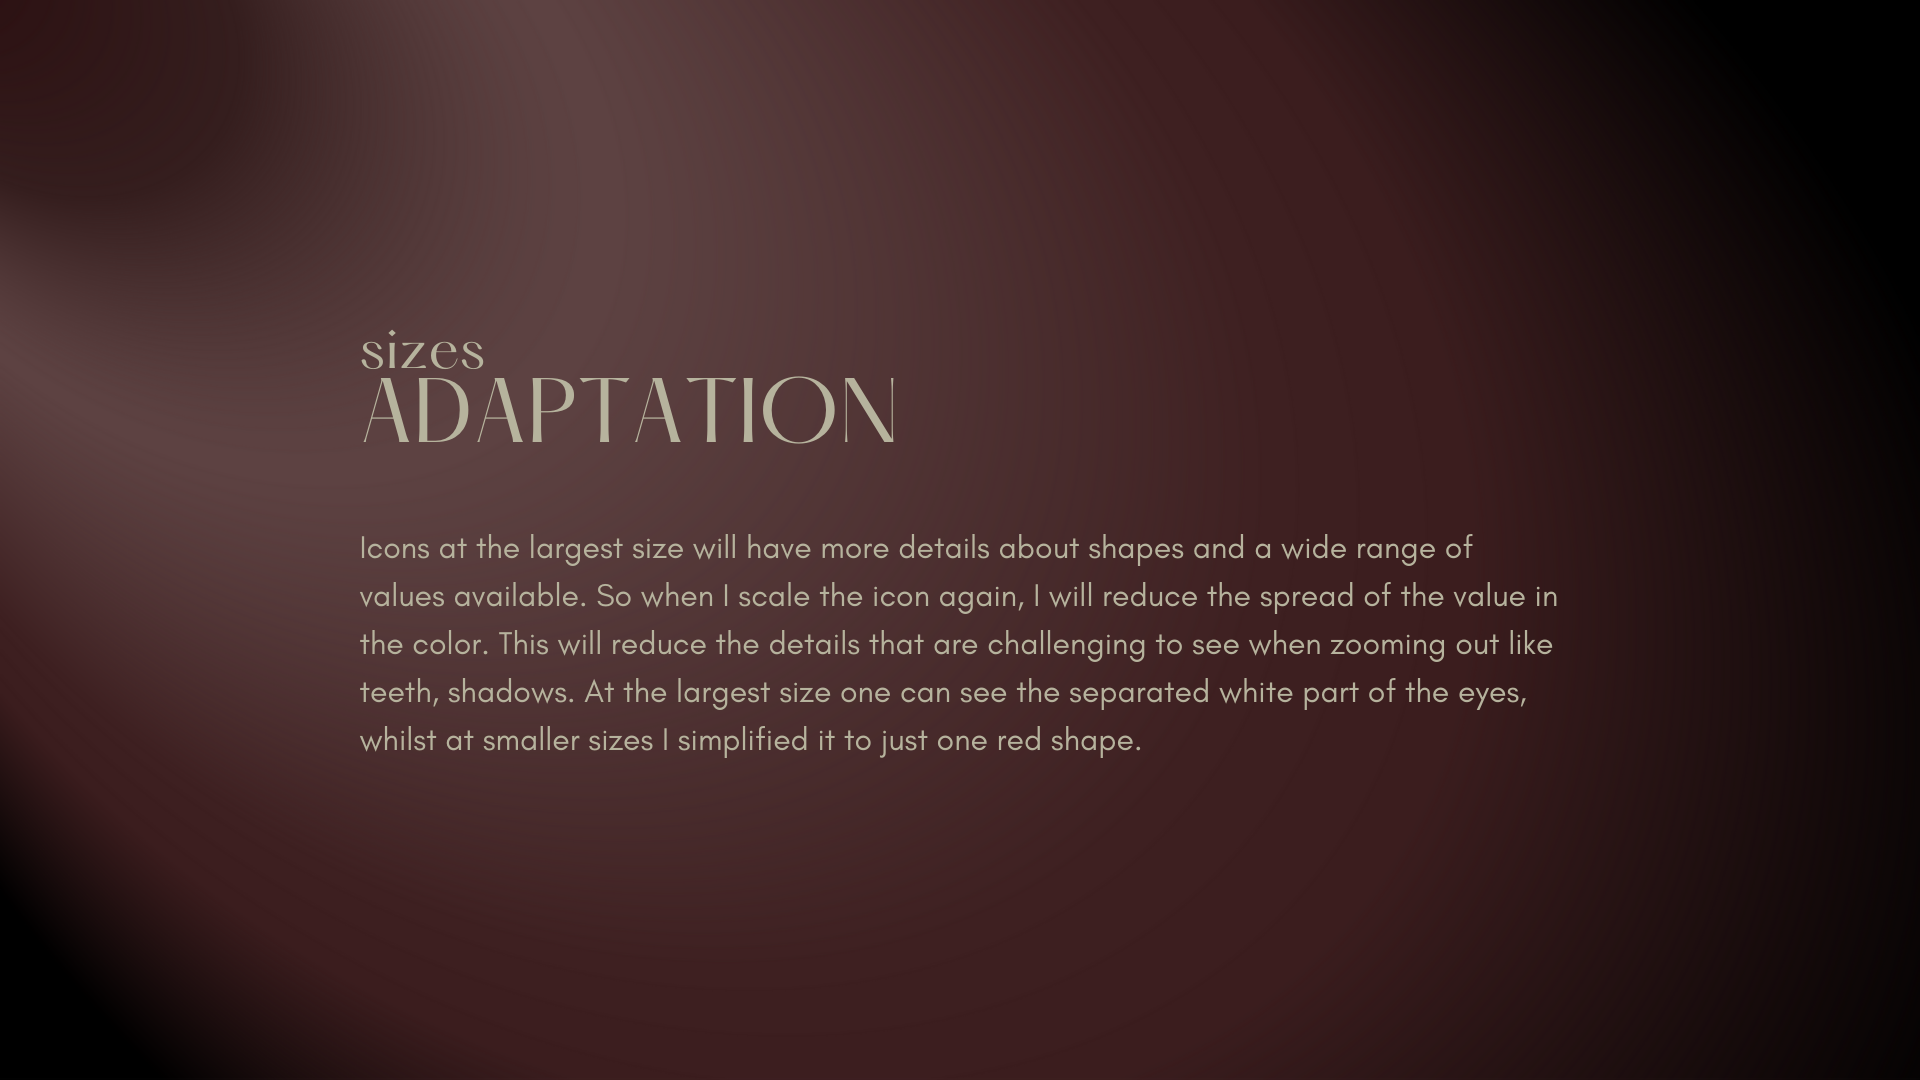 sizes
ADAPTATION
Icons at the largest size will have more details about shapes and a wide range of
values available. So when I scale the icon again, I will reduce the spread of the value in
the color. This will reduce the details that are challenging to see when zooming out like
teeth, shadows. At the largest size one can see the separated white part of the eyes,
whilst at smaller sizes I simplified it to just one red shape.